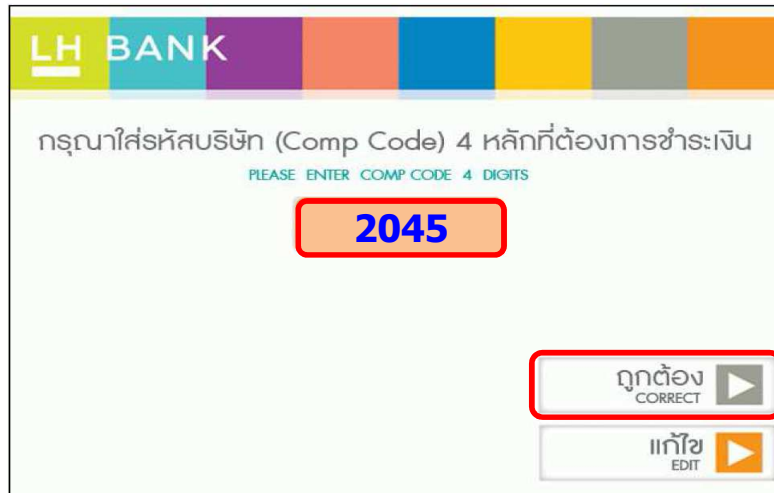 LH BANK
กรุณาใส่รหัสบริษัท (Comp Code) 4 หลักที่ต้องการชำระเงิน
PLEASE ENTER COMP CODE 4 DIGITS
2045
ถูกต้อง
CORRECT
แก้ไข
EDIT